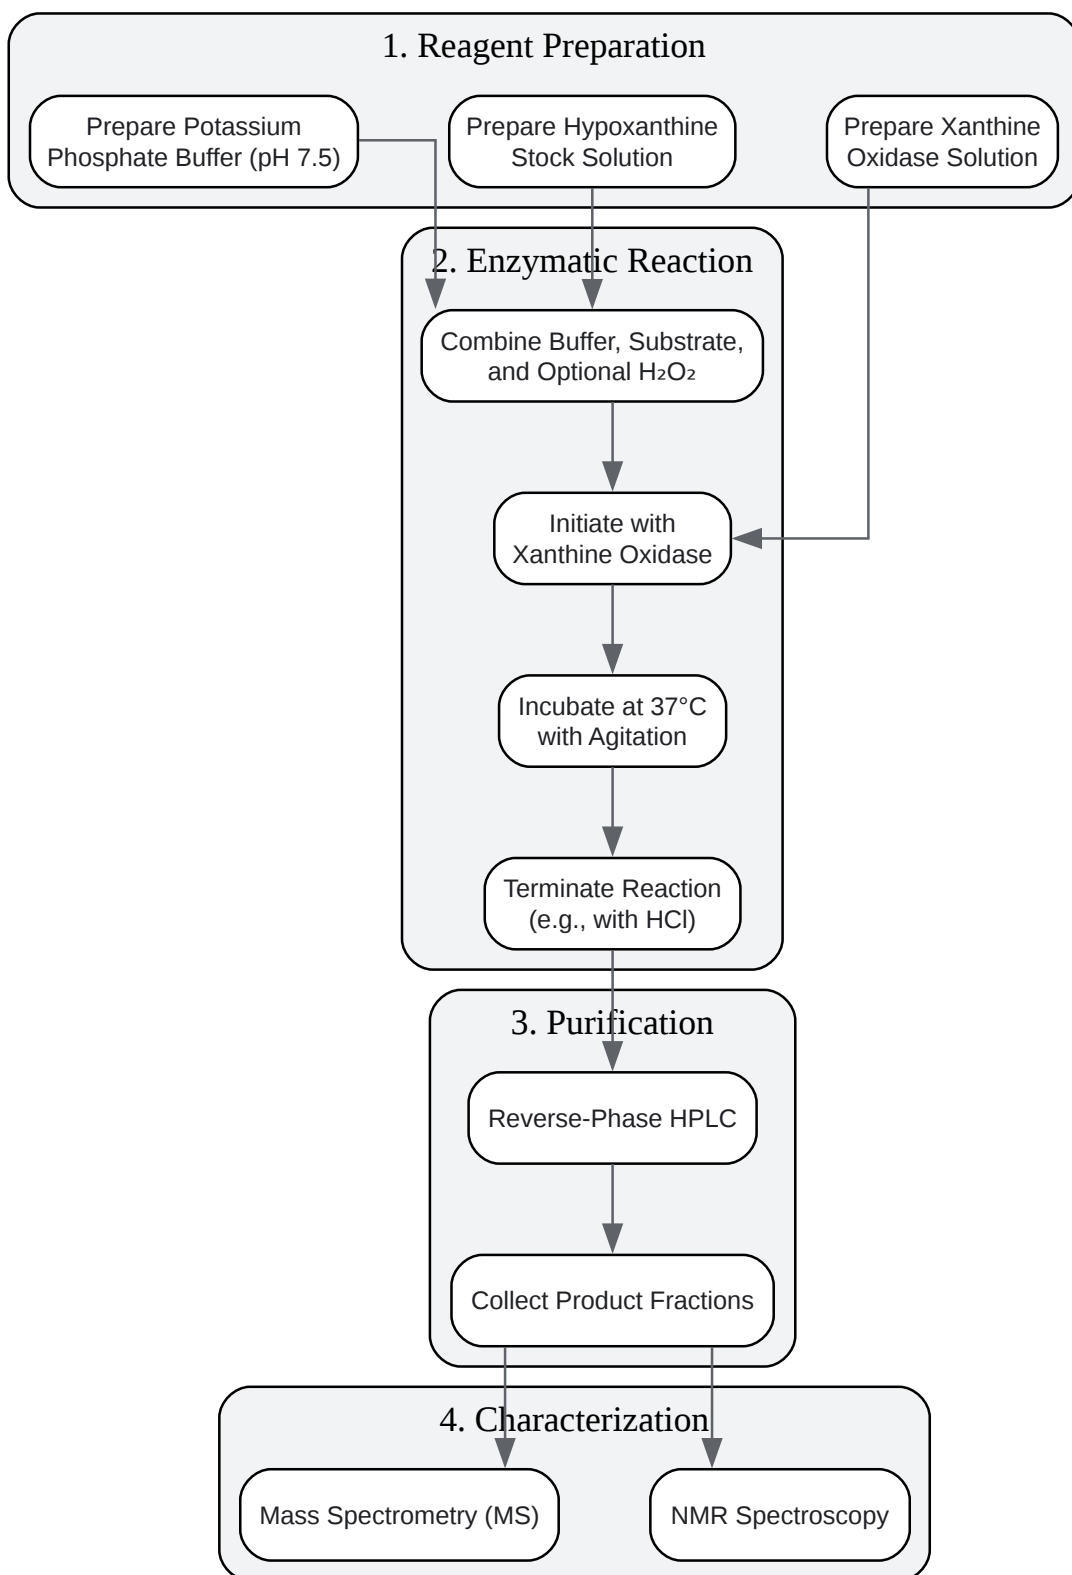 1. Reagent Preparation
Prepare Potassium
Phosphate Buffer (pH 7.5)
Prepare Hypoxanthine
Stock Solution
Prepare Xanthine
Oxidase Solution
2. Enzymatic Reaction
Combine Buffer, Substrate,
and Optional H₂O₂
Initiate with
Xanthine Oxidase
Incubate at 37°C
with Agitation
Terminate Reaction
(e.g., with HCl)
3. Purification
Reverse-Phase HPLC
Collect Product Fractions
4. Characterization
Mass Spectrometry (MS)
NMR Spectroscopy